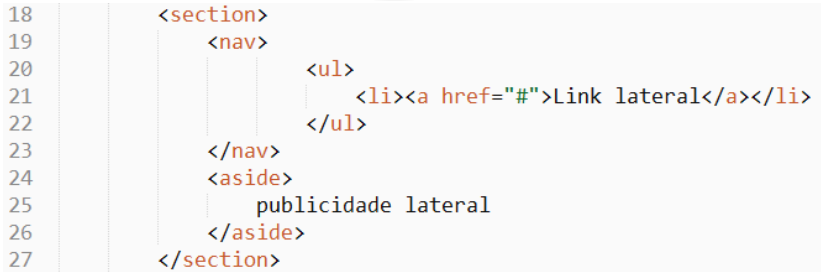 18 <section>
19 <nav>
20 <ul>
21 <li><a href="#">Link lateral</a></li>
22 </ul>
23 </nav>
24 <aside>
25 publicidade lateral
26 </aside>
27 </section>